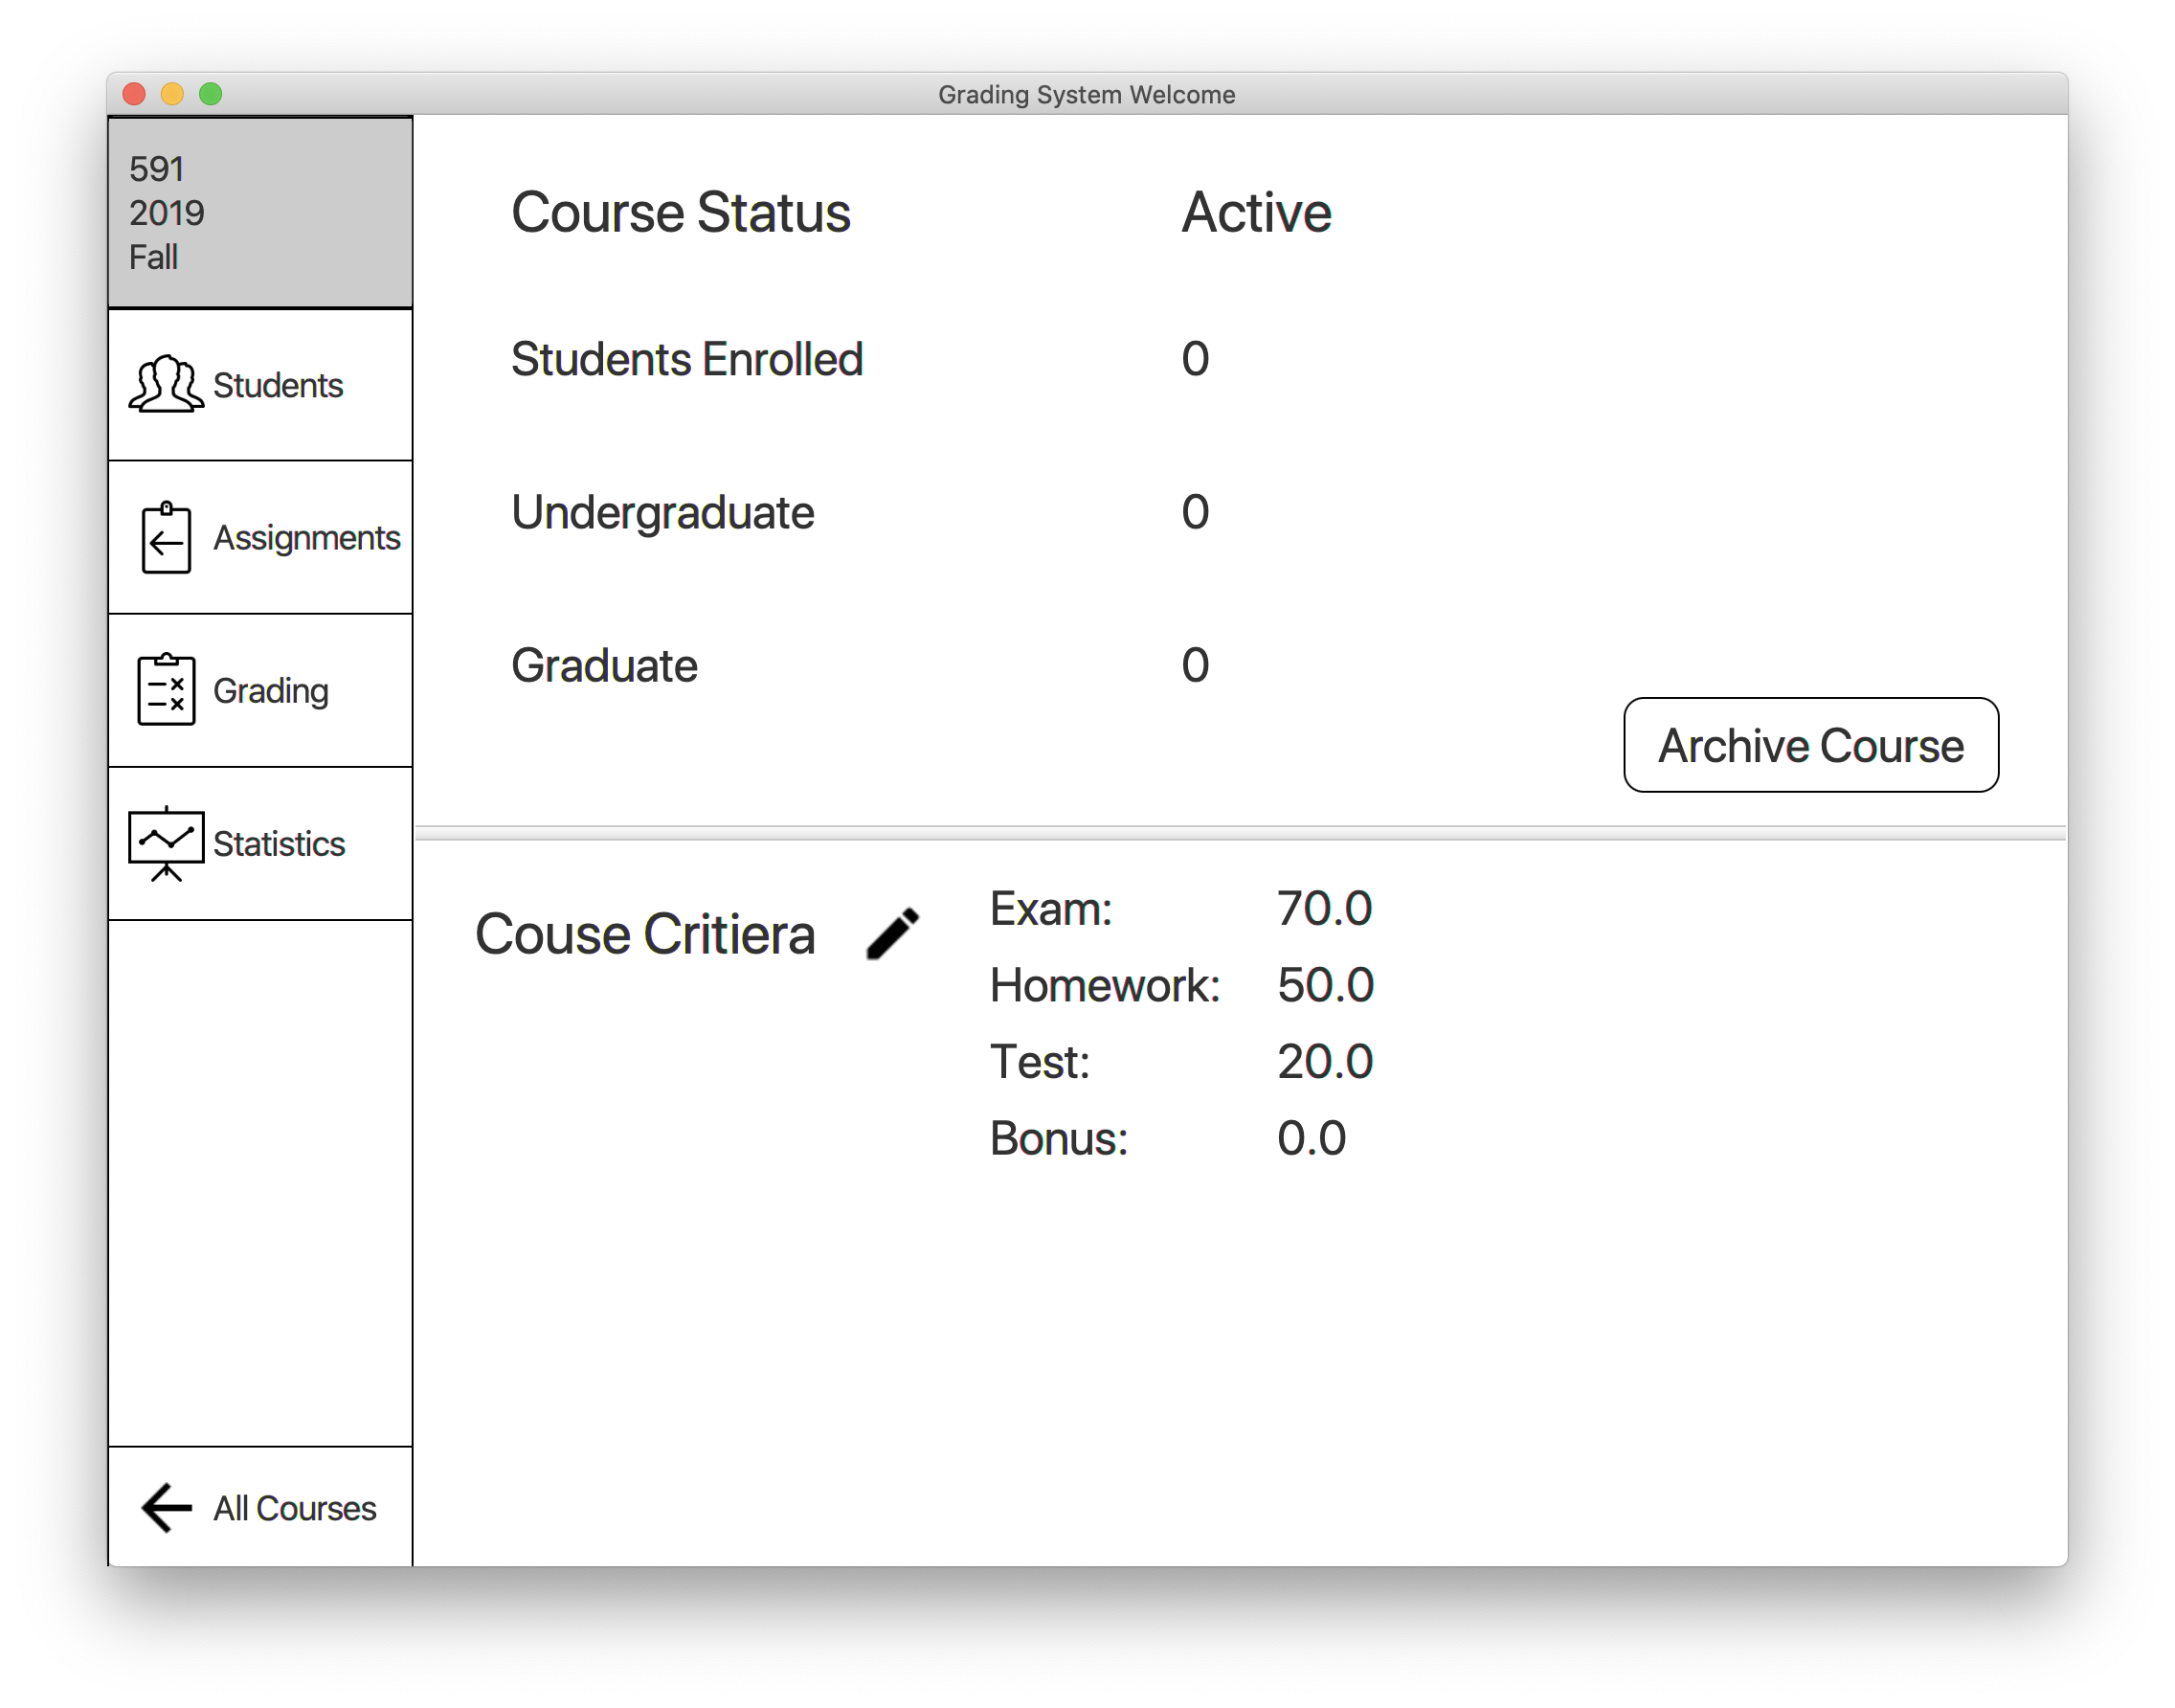 Grading System Welcome
591
2019
Fall
Students
Assignments
Grading
Statistics
All Courses
Course Status Active
Students Enrolled 0
Undergraduate 0
Graduate 0
Archive Course
Couse Critiera
Exam: 70.0
Homework: 50.0
Test: 20.0
Bonus: 0.0